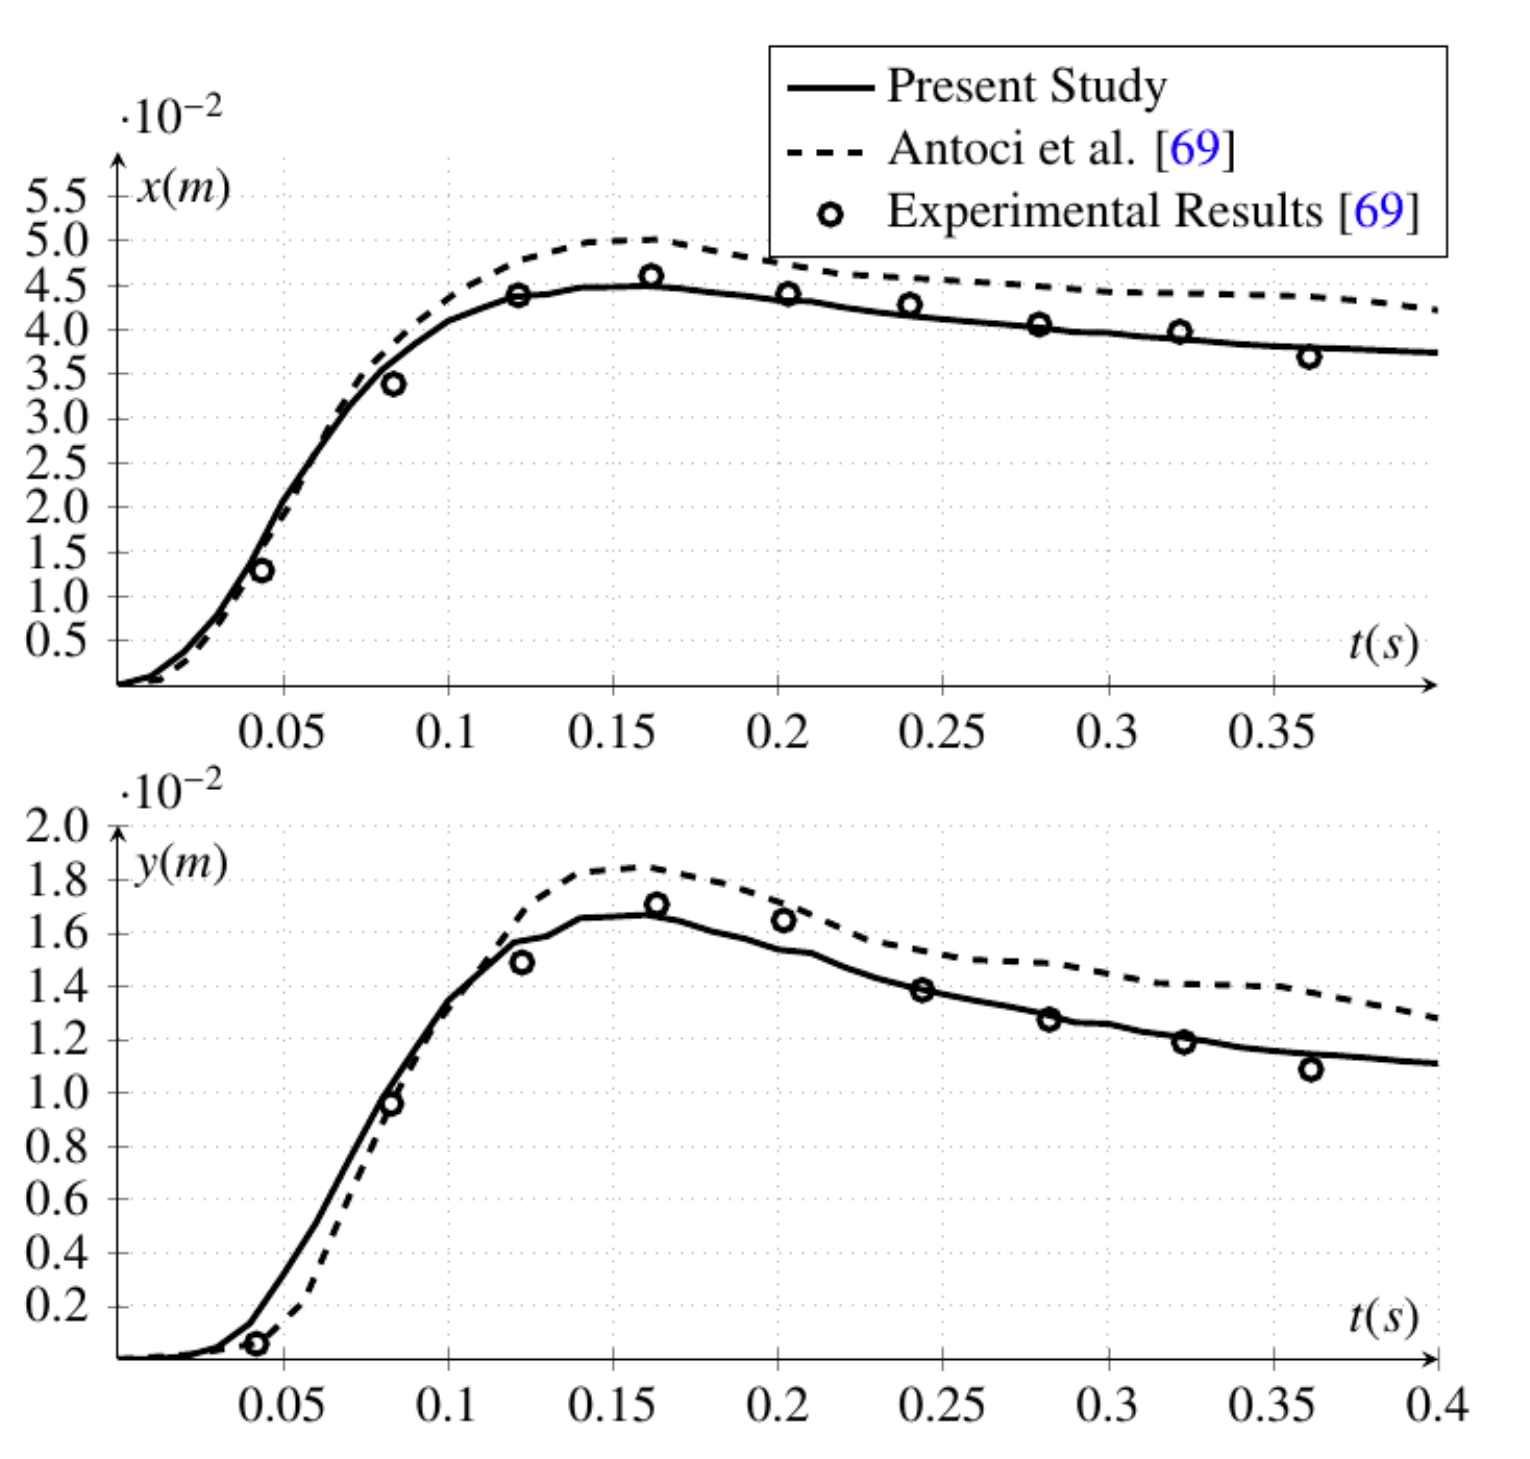 Present Study
Antoci et al. [69]
Experimental Results [69]
·10⁻²
x(m)
5.5
5.0
4.5
4.0
3.5
3.0
2.5
2.0
1.5
1.0
0.5
t(s)
0.05 0.1 0.15 0.2 0.25 0.3 0.35
·10⁻²
2.0
y(m)
1.8
1.6
1.4
1.2
1.0
0.8
0.6
0.4
0.2
t(s)
0.05 0.1 0.15 0.2 0.25 0.3 0.35 0.4